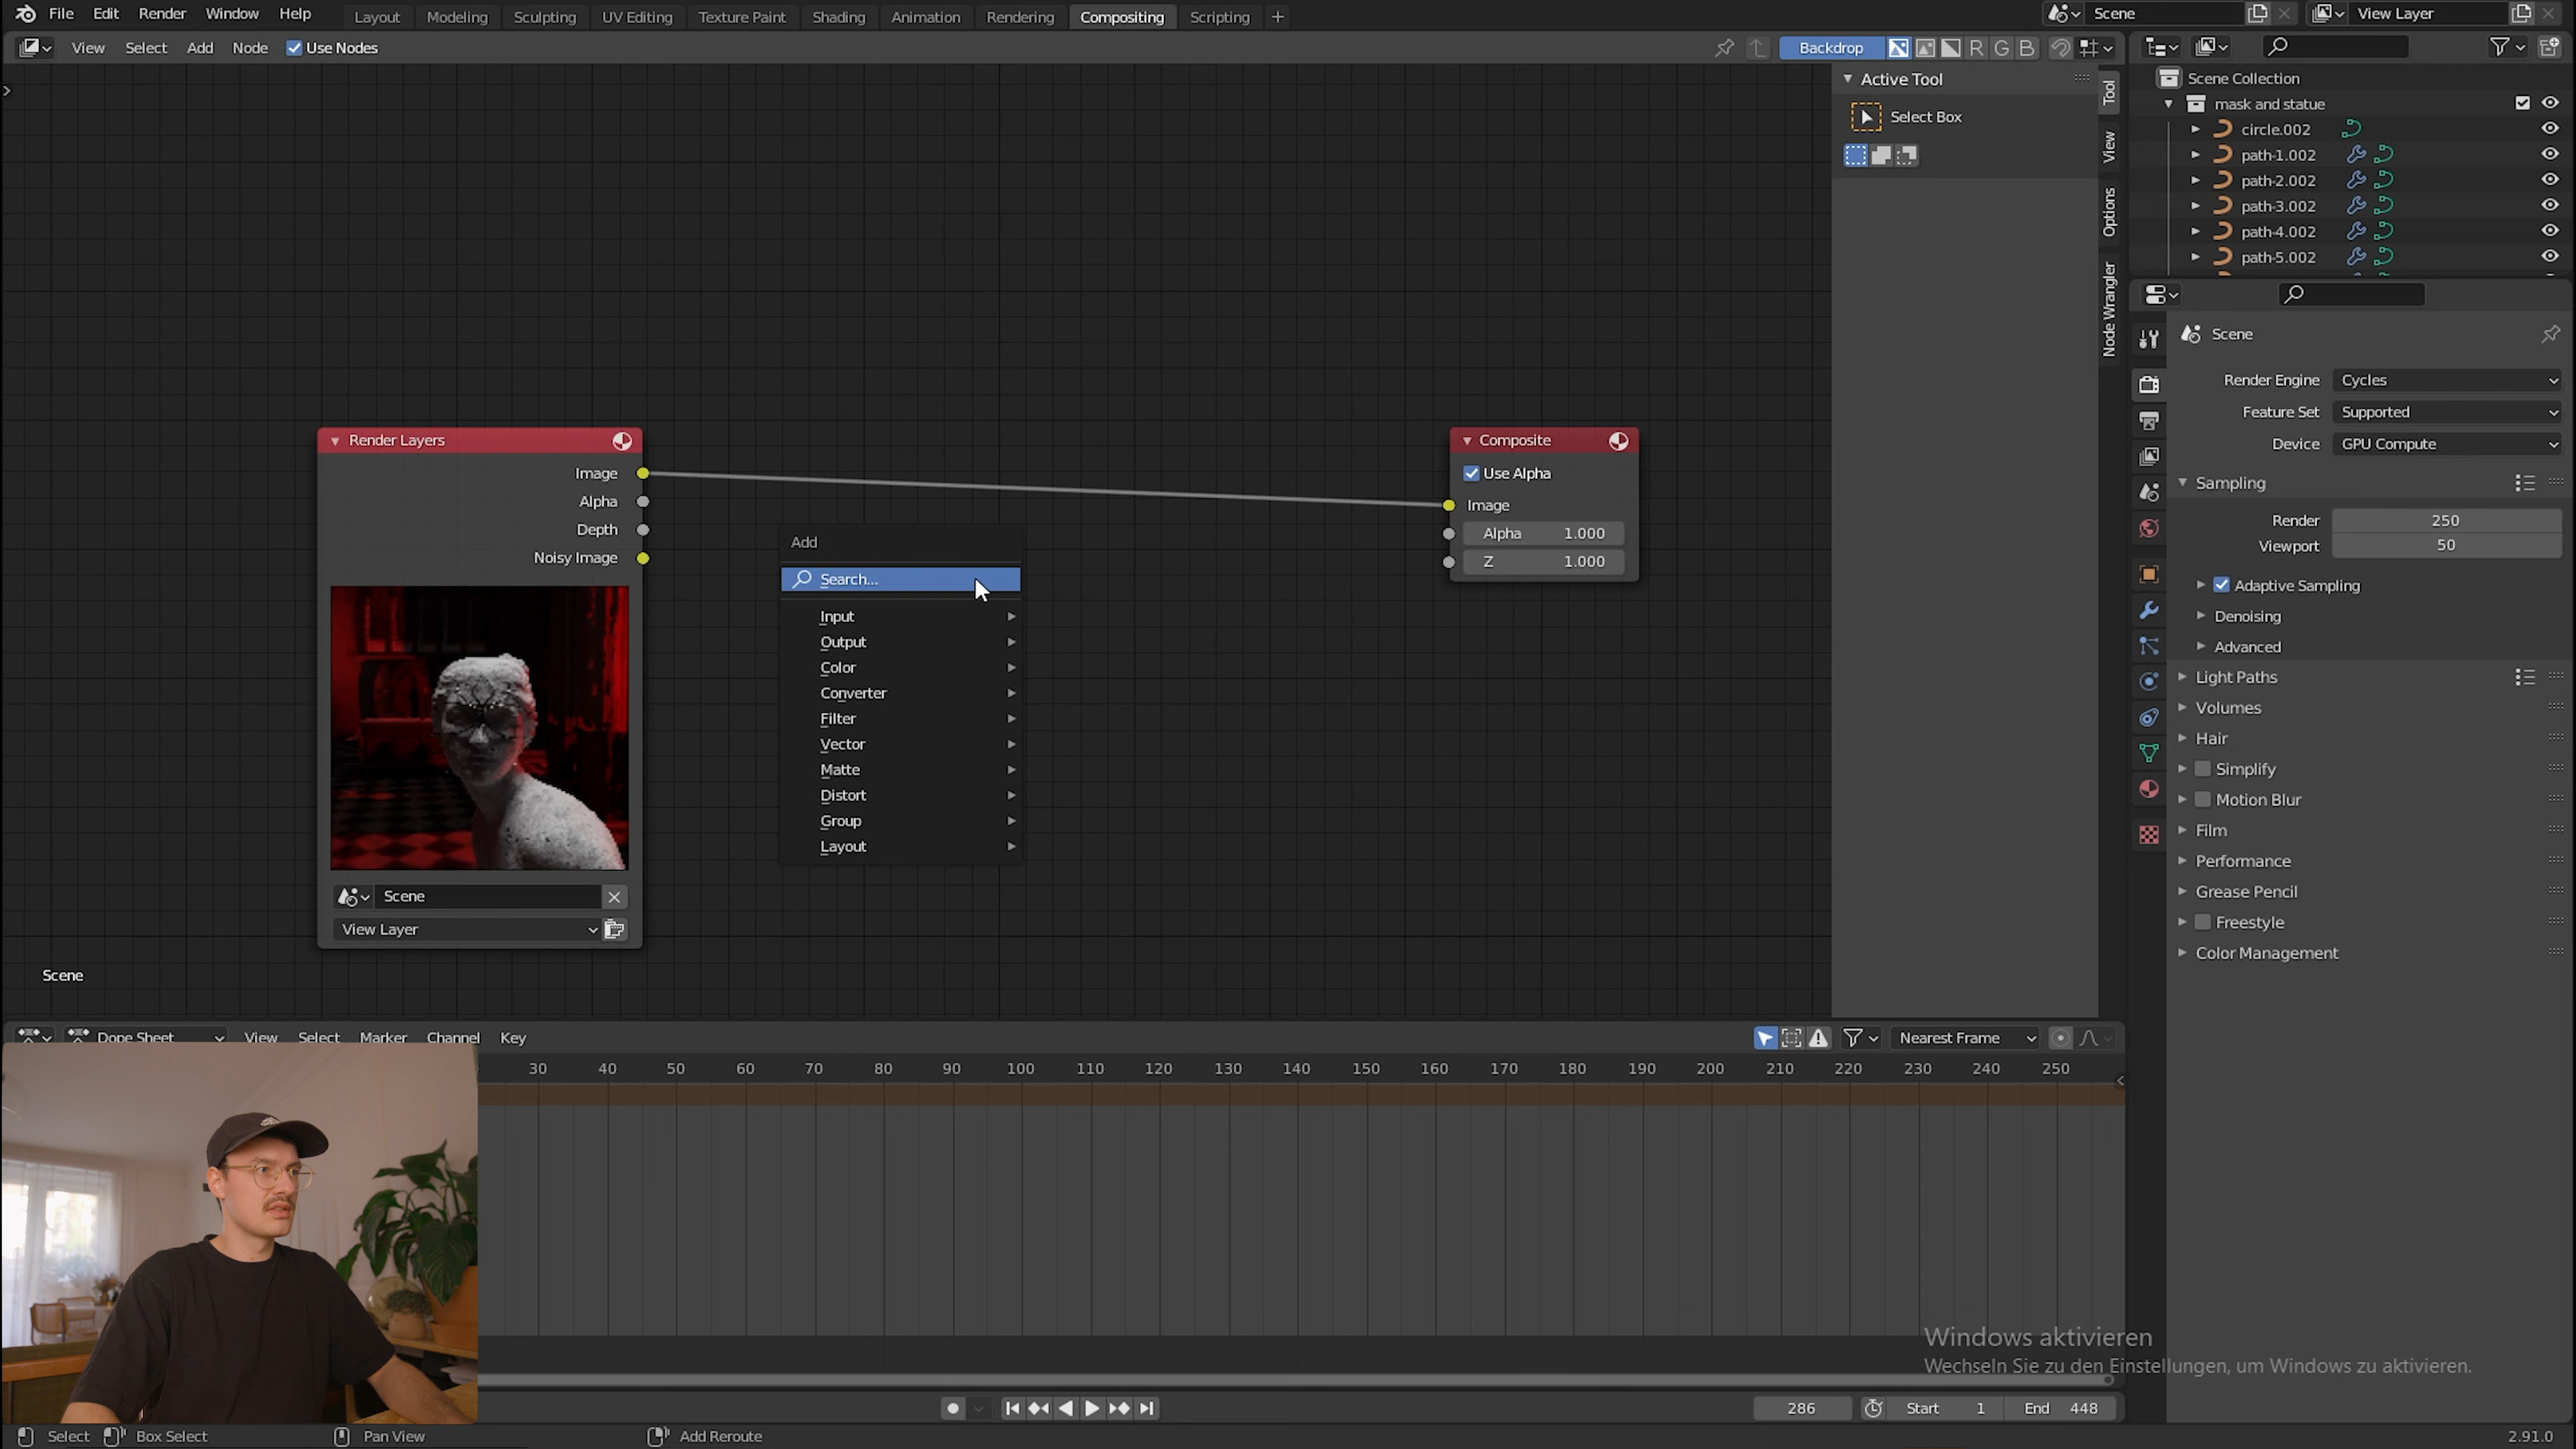 File Edit Render Window Help Layout Modeling Sculpting UV Editing Texture Paint Shading Animation Rendering Compositing Scripting + Scene View Layer
View Select Add Node Use Nodes Backdrop R G B
Active Tool
Select Box
Tool
View
Options
Node Wrangler
Scene Collection
mask and statue
circle.002
path-1.002
path-2.002
path-3.002
path-4.002
path-5.002
Render Layers
Image
Alpha
Depth
Noisy Image
Scene
View Layer
Scene
Add
Search...
Input
Output
Color
Converter
Filter
Vector
Matte
Distort
Group
Layout
Composite
Use Alpha
Image
Alpha 1.000
Z 1.000
Scene
Render Engine Cycles
Feature Set Supported
Device GPU Compute
Sampling
Render 250
Viewport 50
Adaptive Sampling
Denoising
Advanced
Light Paths
Volumes
Hair
Simplify
Motion Blur
Film
Performance
Grease Pencil
Freestyle
Color Management
Dope Sheet View Select Marker Channel Key Nearest Frame
30 40 50 60 70 80 90 100 110 120 130 140 150 160 170 180 190 200 210 220 230 240 250
Windows aktivieren
Wechseln Sie zu den Einstellungen, um Windows zu aktivieren.
286 Start 1 End 448
Select Box Select Pan View Add Reroute 2.91.0